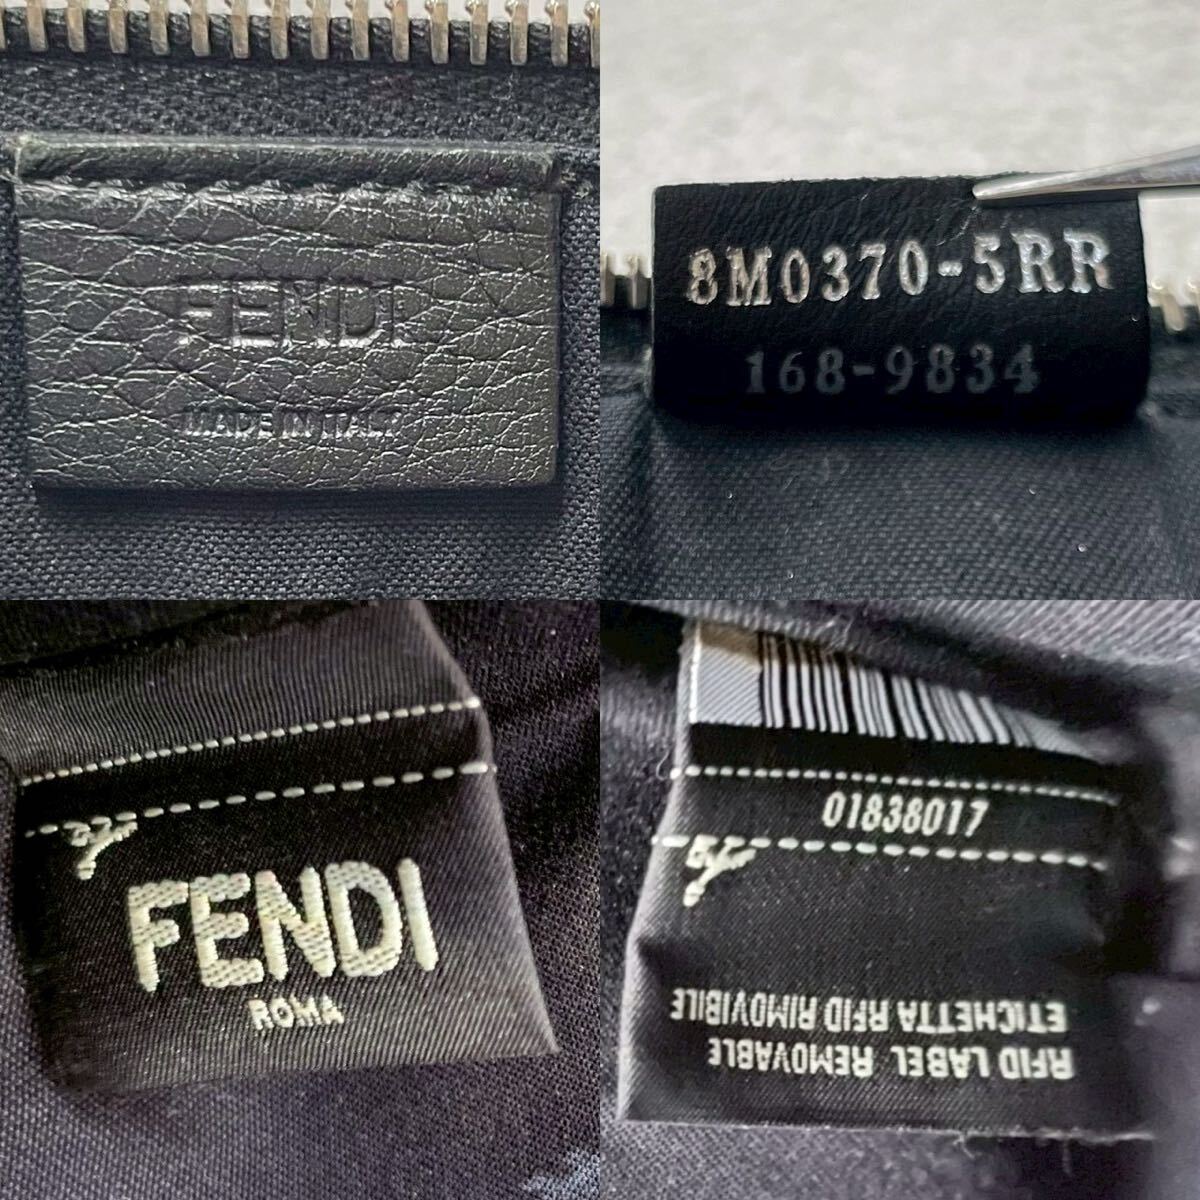 FENDI
MADE IN ITALY
8M0370-5RR
168-9834
FENDI
ROMA
01838017
ETICHETTA RFID RIMOVIBILE
RFID LABEL REMOVABLE